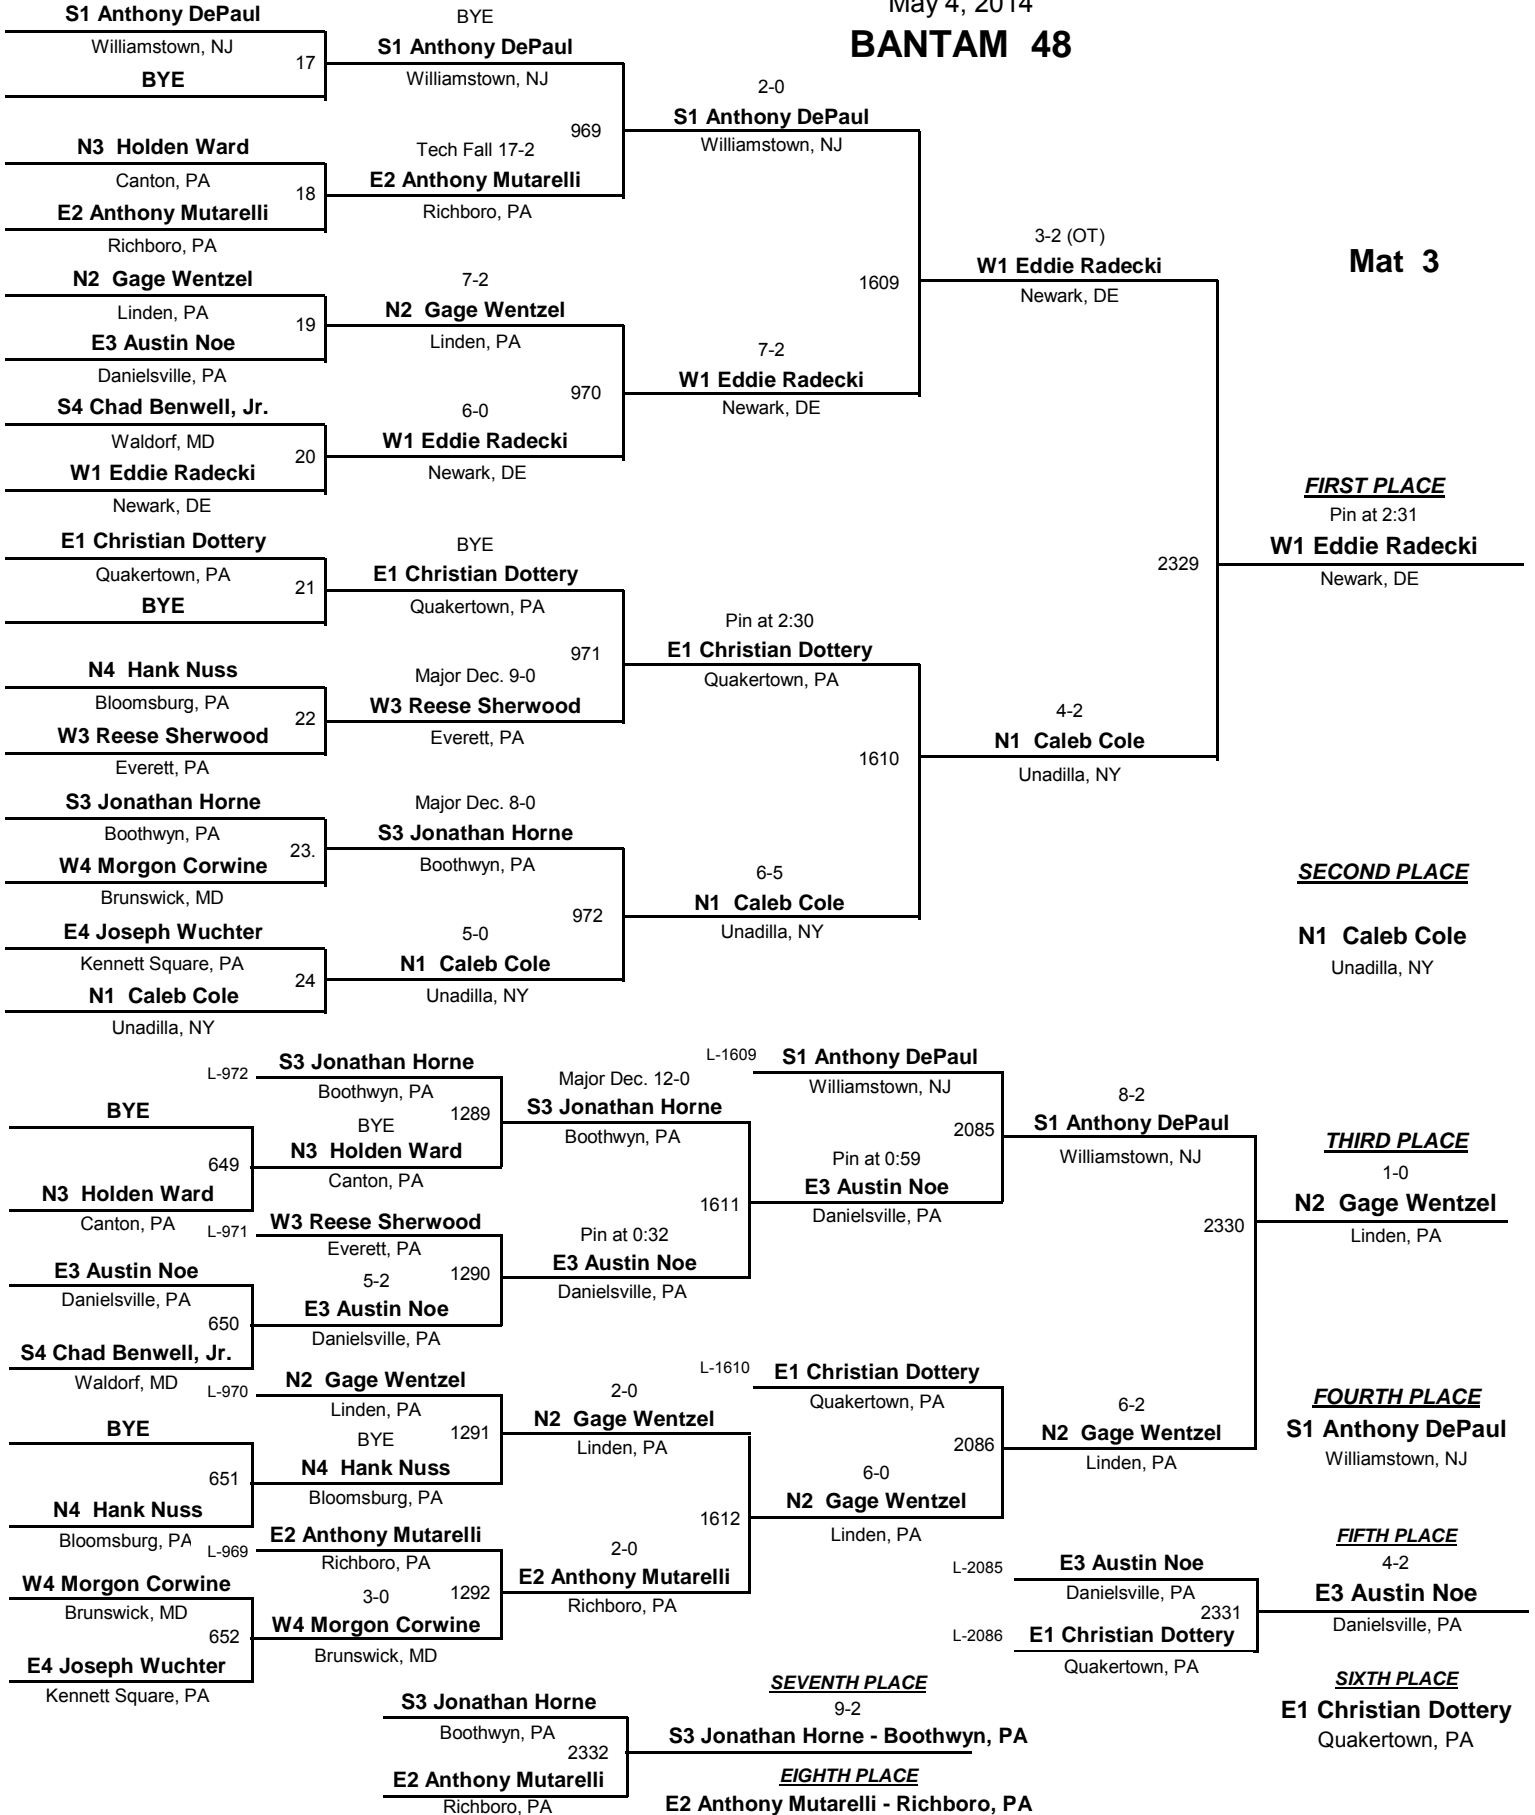 May 4, 2014
BANTAM 48
Mat 3
S1 Anthony DePaul
Williamstown, NJ
17
BYE
N3 Holden Ward
Canton, PA
18
E2 Anthony Mutarelli
Richboro, PA
N2 Gage Wentzel
Linden, PA
19
E3 Austin Noe
Danielsville, PA
S4 Chad Benwell, Jr.
Waldorf, MD
20
W1 Eddie Radecki
Newark, DE
E1 Christian Dottery
Quakertown, PA
21
BYE
N4 Hank Nuss
Bloomsburg, PA
22
W3 Reese Sherwood
Everett, PA
S3 Jonathan Horne
Boothwyn, PA
23.
W4 Morgon Corwine
Brunswick, MD
E4 Joseph Wuchter
Kennett Square, PA
24
N1 Caleb Cole
Unadilla, NY
BYE
S1 Anthony DePaul
Williamstown, NJ
969
Tech Fall 17-2
E2 Anthony Mutarelli
Richboro, PA
7-2
N2 Gage Wentzel
Linden, PA
970
6-0
W1 Eddie Radecki
Newark, DE
BYE
E1 Christian Dottery
Quakertown, PA
971
Major Dec. 9-0
W3 Reese Sherwood
Everett, PA
Major Dec. 8-0
S3 Jonathan Horne
Boothwyn, PA
972
5-0
N1 Caleb Cole
Unadilla, NY
2-0
S1 Anthony DePaul
Williamstown, NJ
1609
7-2
W1 Eddie Radecki
Newark, DE
Pin at 2:30
E1 Christian Dottery
Quakertown, PA
1610
6-5
N1 Caleb Cole
Unadilla, NY
3-2 (OT)
W1 Eddie Radecki
Newark, DE
2329
4-2
N1 Caleb Cole
Unadilla, NY
FIRST PLACE
Pin at 2:31
W1 Eddie Radecki
Newark, DE
SECOND PLACE
N1 Caleb Cole
Unadilla, NY
BYE
649
N3 Holden Ward
Canton, PA
E3 Austin Noe
Danielsville, PA
650
S4 Chad Benwell, Jr.
Waldorf, MD
BYE
651
N4 Hank Nuss
Bloomsburg, PA
W4 Morgon Corwine
Brunswick, MD
652
E4 Joseph Wuchter
Kennett Square, PA
L-972
S3 Jonathan Horne
Boothwyn, PA
1289
BYE
N3 Holden Ward
Canton, PA
L-971
W3 Reese Sherwood
Everett, PA
1290
5-2
E3 Austin Noe
Danielsville, PA
L-970
N2 Gage Wentzel
Linden, PA
1291
BYE
N4 Hank Nuss
Bloomsburg, PA
L-969
E2 Anthony Mutarelli
Richboro, PA
1292
3-0
W4 Morgon Corwine
Brunswick, MD
Major Dec. 12-0
S3 Jonathan Horne
Boothwyn, PA
1611
Pin at 0:32
E3 Austin Noe
Danielsville, PA
2-0
N2 Gage Wentzel
Linden, PA
1612
2-0
E2 Anthony Mutarelli
Richboro, PA
L-1609
S1 Anthony DePaul
Williamstown, NJ
2085
Pin at 0:59
E3 Austin Noe
Danielsville, PA
L-1610
E1 Christian Dottery
Quakertown, PA
2086
6-0
N2 Gage Wentzel
Linden, PA
8-2
S1 Anthony DePaul
Williamstown, NJ
2330
6-2
N2 Gage Wentzel
Linden, PA
THIRD PLACE
1-0
N2 Gage Wentzel
Linden, PA
FOURTH PLACE
S1 Anthony DePaul
Williamstown, NJ
L-2085
E3 Austin Noe
Danielsville, PA
2331
L-2086
E1 Christian Dottery
Quakertown, PA
FIFTH PLACE
4-2
E3 Austin Noe
Danielsville, PA
SIXTH PLACE
E1 Christian Dottery
Quakertown, PA
S3 Jonathan Horne
Boothwyn, PA
2332
E2 Anthony Mutarelli
Richboro, PA
SEVENTH PLACE
9-2
S3 Jonathan Horne - Boothwyn, PA
EIGHTH PLACE
E2 Anthony Mutarelli - Richboro, PA